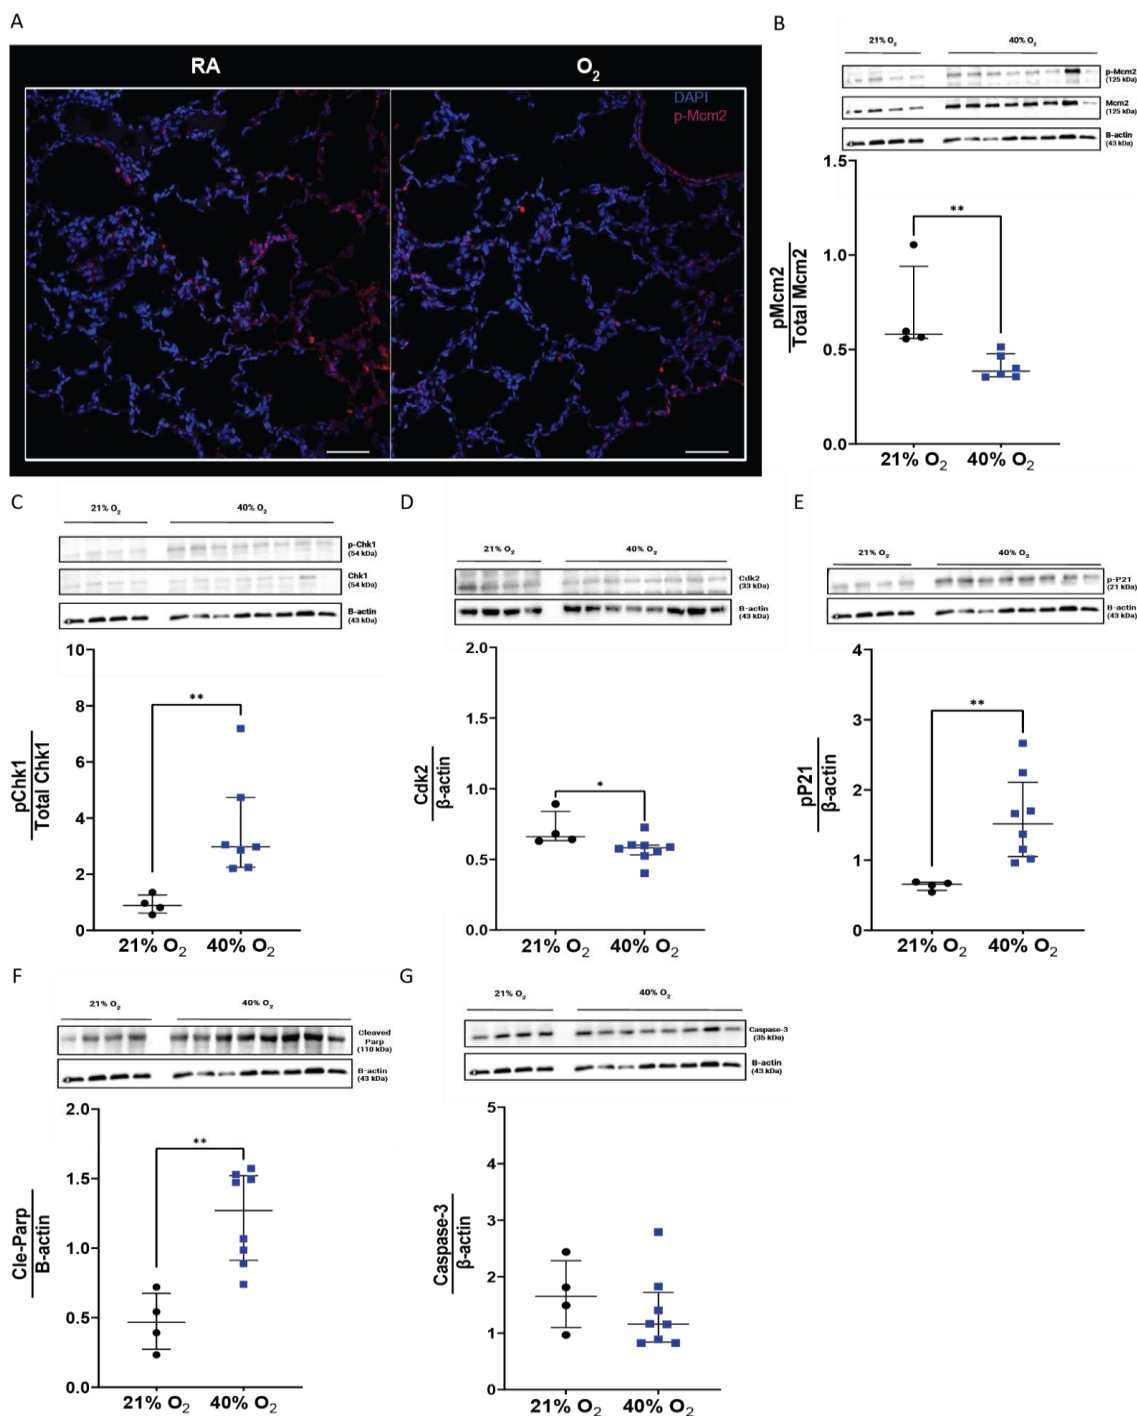 A
RA
O₂
DAPI
p-Mcm2
B
21% O₂
40% O₂
p-Mcm2
(125 kDa)
Mcm2
(125 kDa)
B-actin
(43 kDa)
1.5
1.0
0.5
0.0
pMcm2
Total Mcm2
**
21% O₂
40% O₂
C
21% O₂
40% O₂
p-Chk1
(54 kDa)
Chk1
(54 kDa)
B-actin
(43 kDa)
10
8
6
4
2
0
pChk1
Total Chk1
**
21% O₂
40% O₂
D
21% O₂
40% O₂
Cdk2
(33 kDa)
B-actin
(43 kDa)
2.0
1.5
1.0
0.5
0.0
Cdk2
β-actin
*
21% O₂
40% O₂
E
21% O₂
40% O₂
p-P21
(21 kDa)
B-actin
(43 kDa)
4
3
2
1
0
pP21
β-actin
**
21% O₂
40% O₂
F
21% O₂
40% O₂
Cleaved
Parp
(110 kDa)
B-actin
(43 kDa)
2.0
1.5
1.0
0.5
0.0
Cle-Parp
B-actin
**
21% O₂
40% O₂
G
21% O₂
40% O₂
Caspase-3
(35 kDa)
B-actin
(43 kDa)
5
4
3
2
1
0
Caspase-3
β-actin
21% O₂
40% O₂